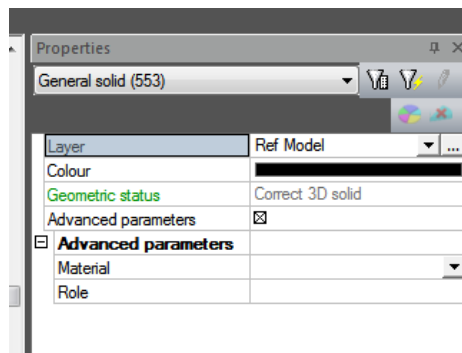 Properties
General solid (553)
Layer Ref Model ...
Colour
Geometric status Correct 3D solid
Advanced parameters
Advanced parameters
Material
Role